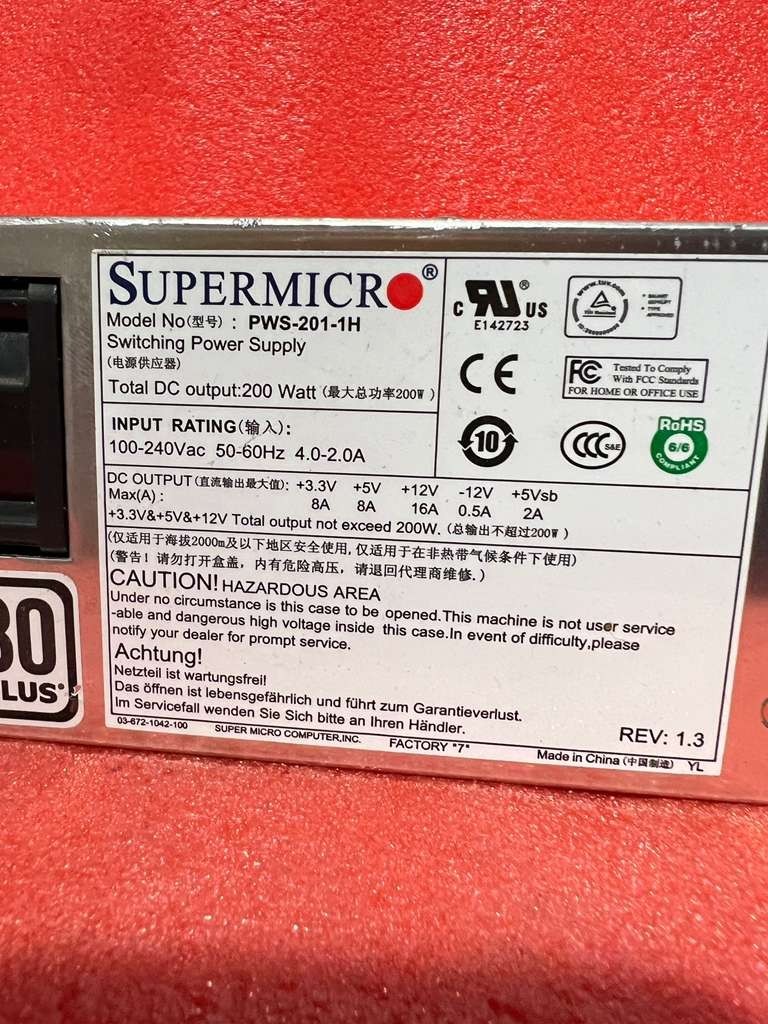 SUPERMICRO®
Model No(型号) : PWS-201-1H
Switching Power Supply
(电源供应器)
Total DC output:200 Watt (最大总功率200W )
INPUT RATING(输入):
100-240Vac 50-60Hz 4.0-2.0A
C RU® US
E142723
CE
FC Tested To Comply
With FCC Standards
FOR HOME OR OFFICE USE
10
CCC S&E
RoHS
6/6
COMPLIANT
DC OUTPUT(直流输出最大值): +3.3V +5V +12V -12V +5Vsb
Max(A) : 8A 8A 16A 0.5A 2A
+3.3V&+5V&+12V Total output not exceed 200W. (总输出不超过200W )
(仅适用于海拔2000m及以下地区安全使用,仅适用于在非热带气候条件下使用)
(警告! 请勿打开盒盖, 内有危险高压, 请退回代理商维修.)
CAUTION! HAZARDOUS AREA
Under no circumstance is this case to be opened.This machine is not user service
-able and dangerous high voltage inside this case.In event of difficulty,please
notify your dealer for prompt service.
Achtung!
Netzteil ist wartungsfrei!
Das öffnen ist lebensgefährlich und führt zum Garantieverlust.
Im Servicefall wenden Sie Sich bitte an Ihren Händler.
REV: 1.3
03-672-1042-100 SUPER MICRO COMPUTER,INC. FACTORY "7" Made in China (中国制造) YL
80
PLUS